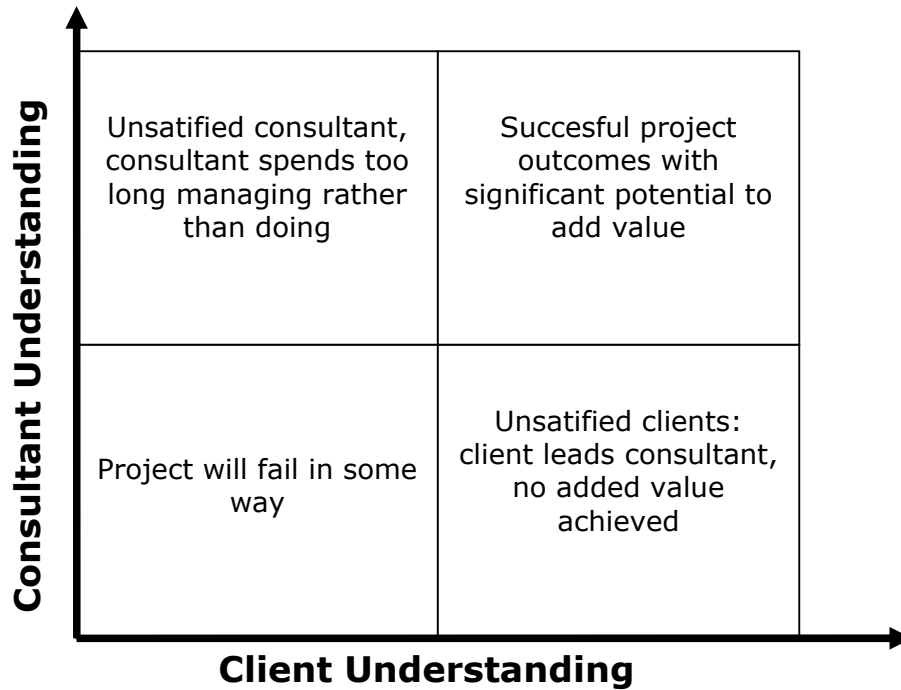 Consultant Understanding
Unsatified consultant,
consultant spends too
long managing rather
than doing
Succesful project
outcomes with
significant potential to
add value
Project will fail in some
way
Unsatified clients:
client leads consultant,
no added value
achieved
Client Understanding